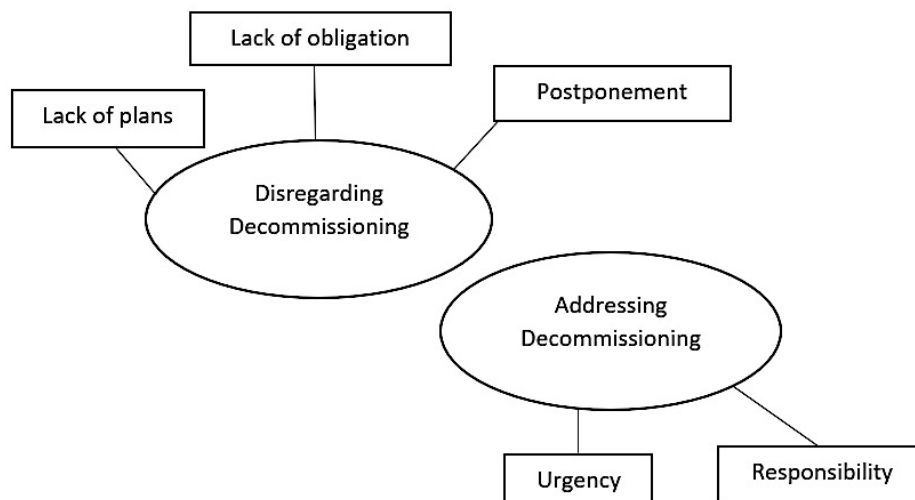 Lack of obligation
Postponement
Lack of plans
Disregarding
Decommissioning
Addressing
Decommissioning
Urgency
Responsibility